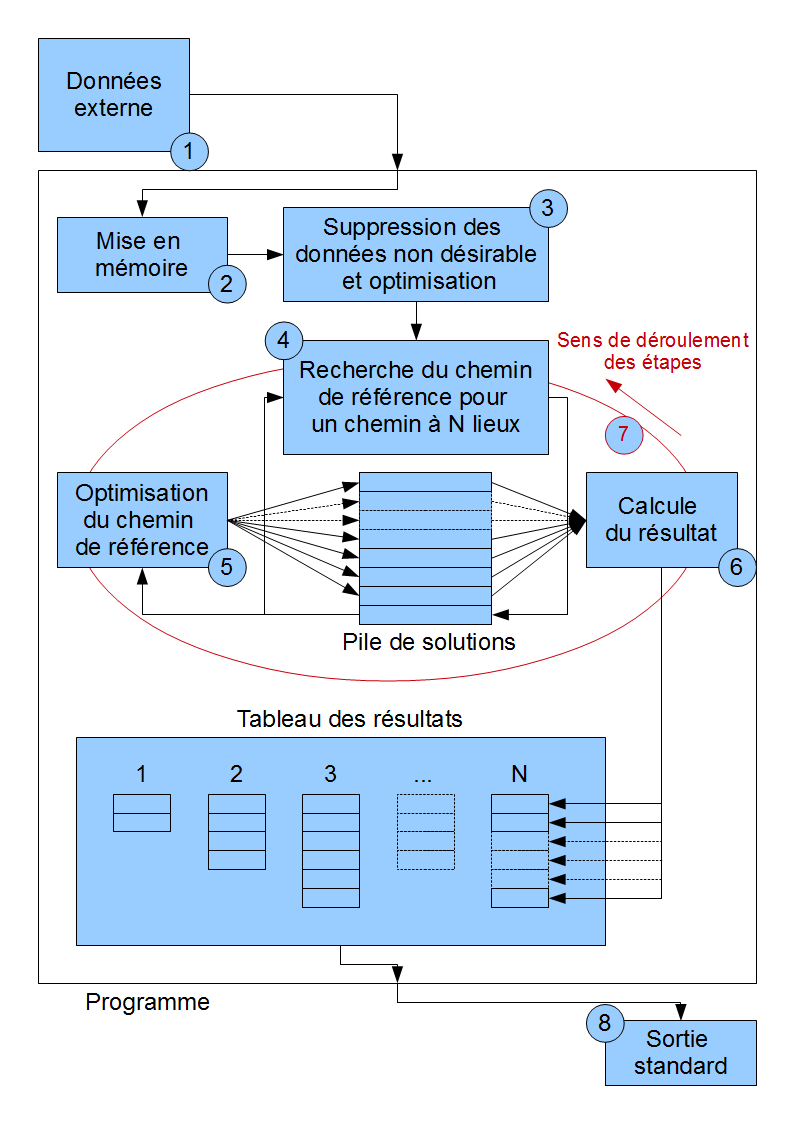 Données
externe
1
Mise en
mémoire
2
3
Suppression des
données non désirable
et optimisation
4
Recherche du chemin
de référence pour
un chemin à N lieux
Sens de déroulement
des étapes
7
Optimisation
du chemin
de référence
5
Calcule
du résultat
6
Pile de solutions
Tableau des résultats
1 2 3 ... N
Programme
8
Sortie
standard